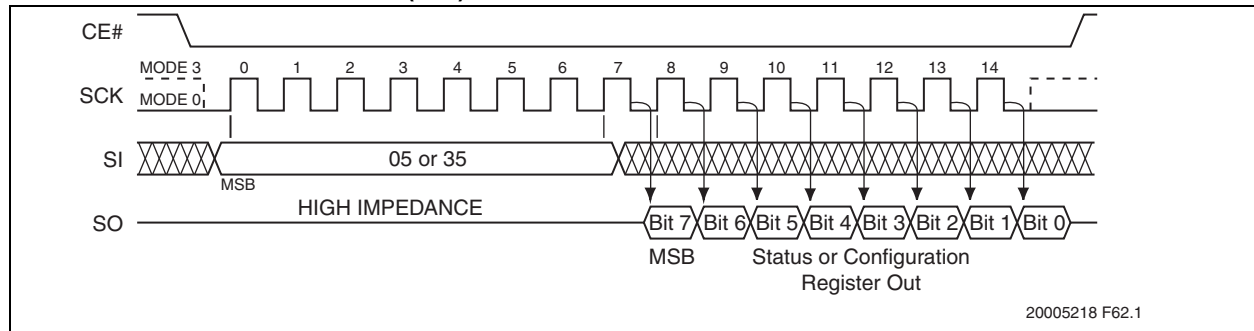 CE#
MODE 3 0 1 2 3 4 5 6 7 8 9 10 11 12 13 14
SCK
MODE 0
SI 05 or 35
MSB
HIGH IMPEDANCE
SO Bit 7 Bit 6 Bit 5 Bit 4 Bit 3 Bit 2 Bit 1 Bit 0
MSB Status or Configuration
Register Out
20005218 F62.1